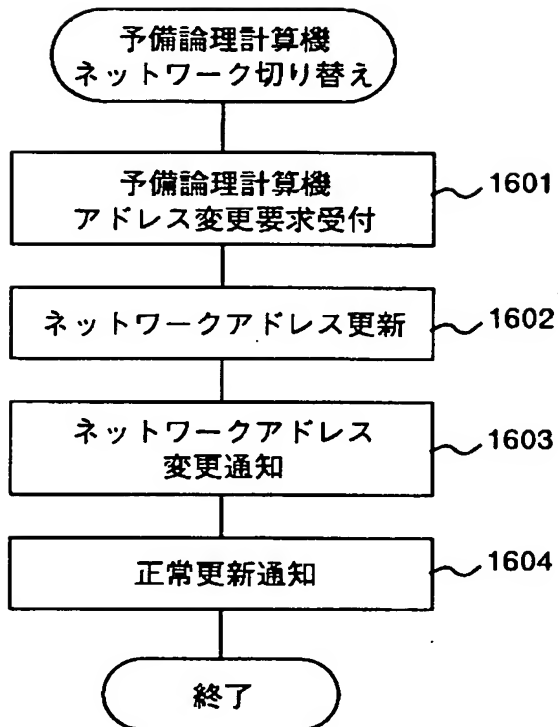 予備論理計算機
ネットワーク切り替え
予備論理計算機
アドレス変更要求受付
1601
ネットワークアドレス更新
1602
ネットワークアドレス
変更通知
1603
正常更新通知
1604
終了